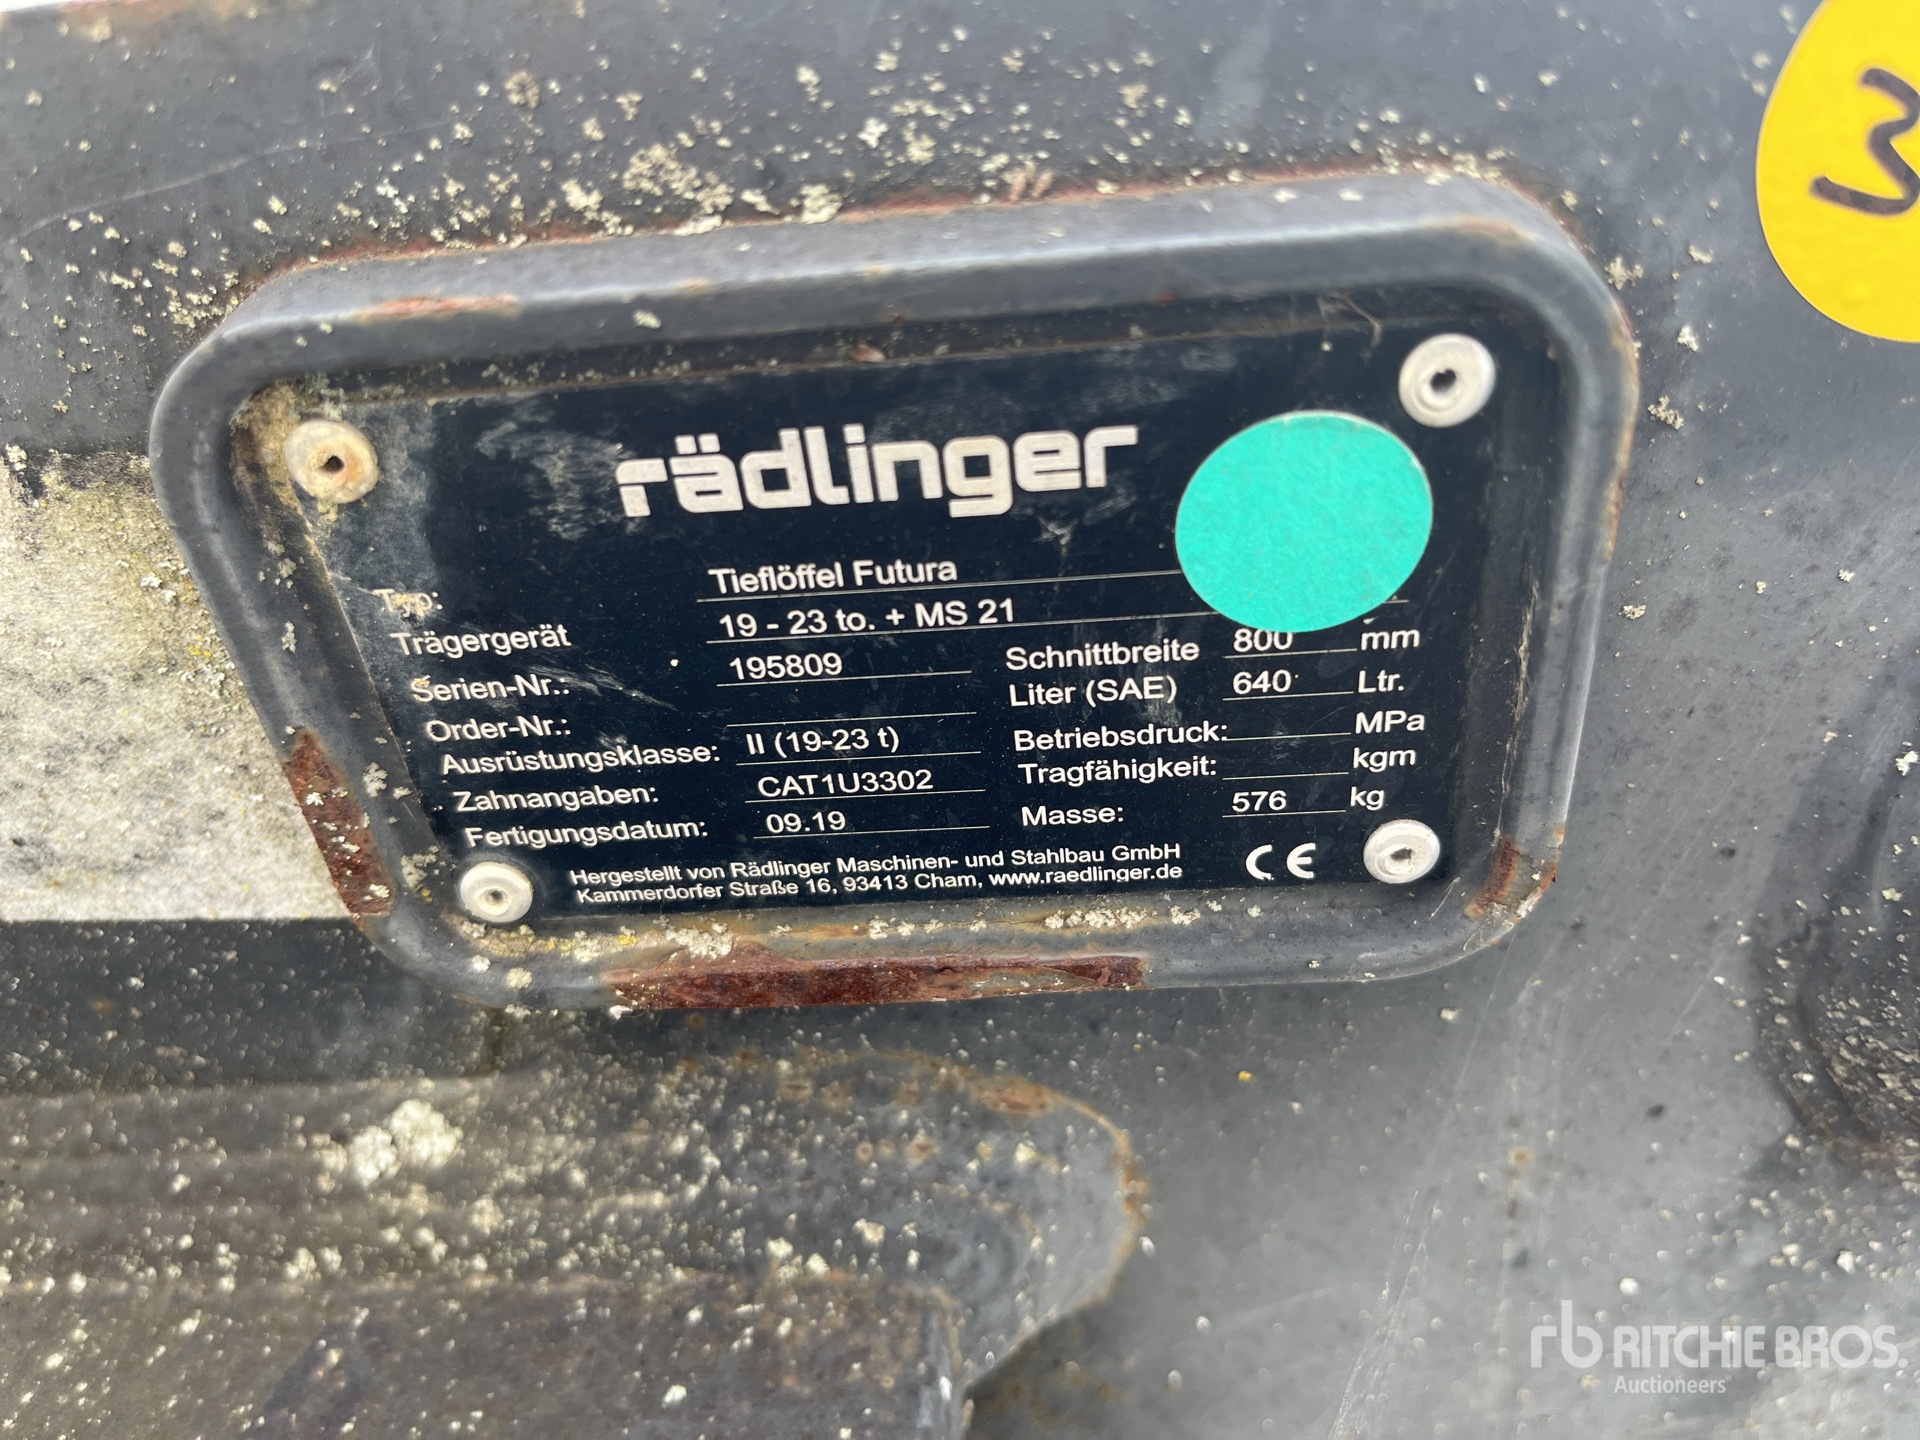 rädlinger
Typ: Tieflöffel Futura
Trägergerät 19 - 23 to. + MS 21
Serien-Nr.: 195809 Schnittbreite 800 mm
Order-Nr.: Liter (SAE) 640 Ltr.
Ausrüstungsklasse: II (19-23 t) Betriebsdruck: MPa
Zahnangaben: CAT1U3302 Tragfähigkeit: kgm
Fertigungsdatum: 09.19 Masse: 576 kg
Hergestellt von Rädlinger Maschinen- und Stahlbau GmbH
Kammerdorfer Straße 16, 93413 Cham, www.raedlinger.de
CE
rb RITCHIE BROS.
Auctioneers